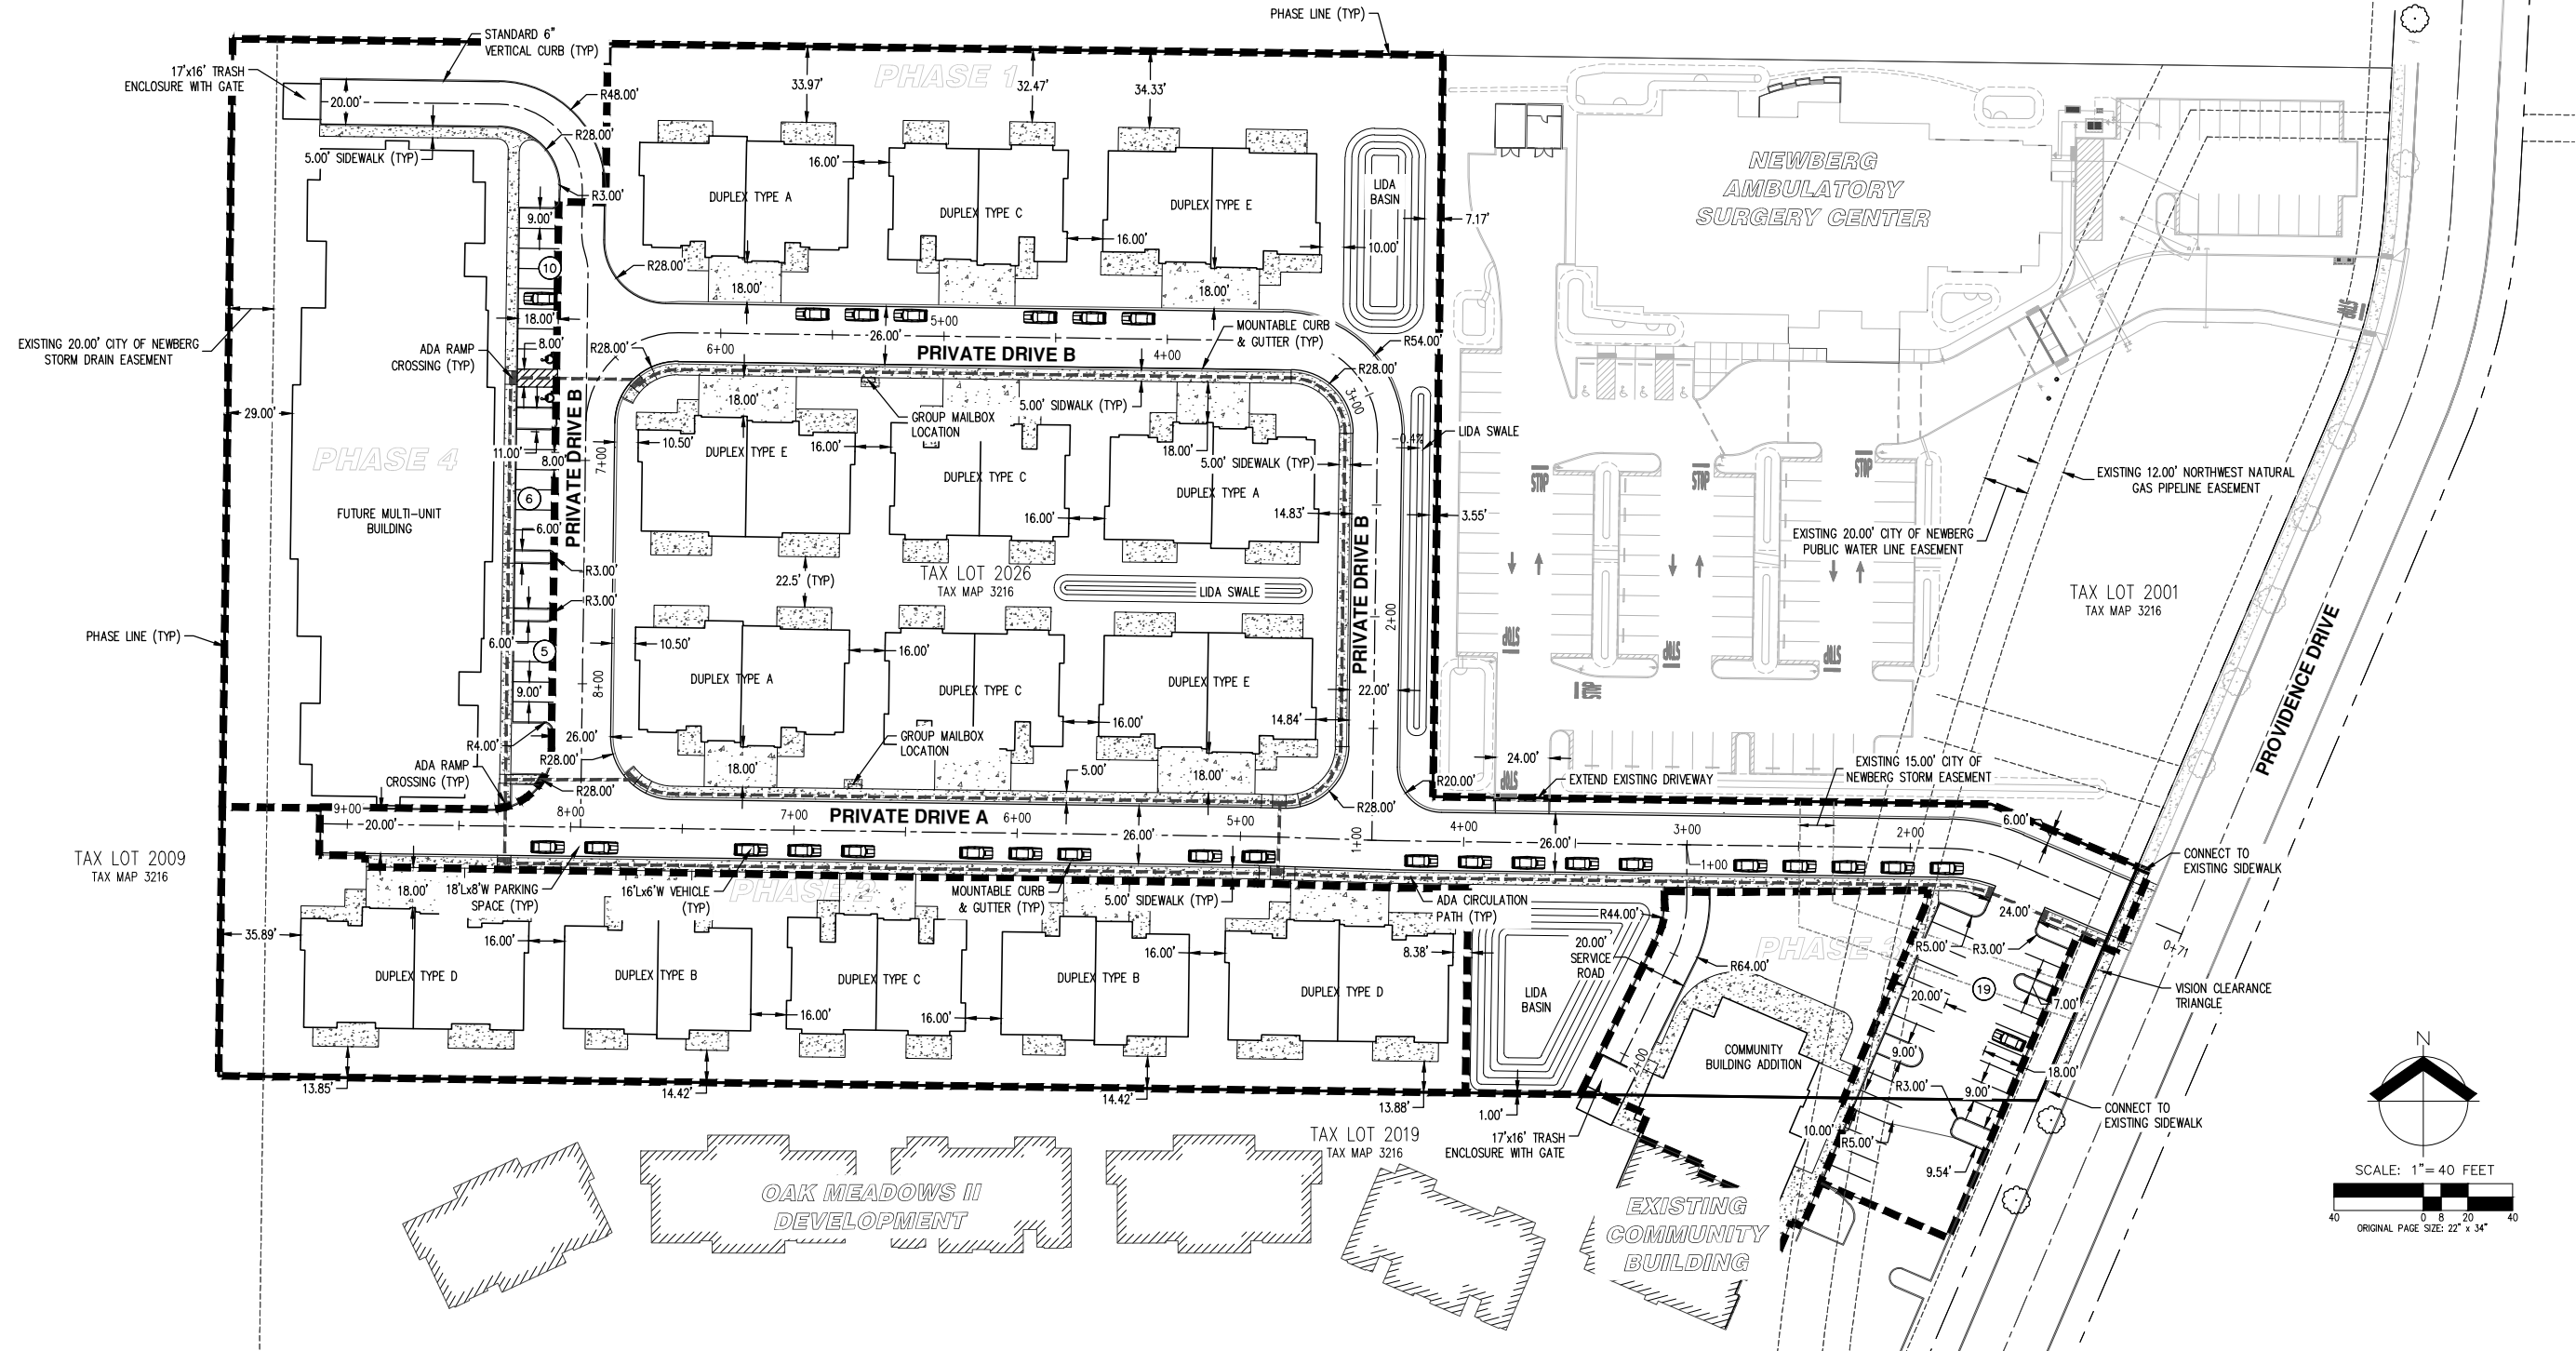 PHASE LINE (TYP)
STANDARD 6"
VERTICAL CURB (TYP)
17'x16' TRASH
ENCLOSURE WITH GATE
PHASE 1
33.97'
32.47'
34.33'
20.00'
R48.00'
R28.00'
5.00' SIDEWALK (TYP)
R3.00'
16.00'
DUPLEX TYPE A
DUPLEX TYPE C
DUPLEX TYPE E
LIDA
BASIN
7.17'
16.00'
10.00'
NEWBERG
AMBULATORY
SURGERY CENTER
9.00'
10
R28.00'
18.00'
18.00'
18.00'
EXISTING 20.00' CITY OF NEWBERG
STORM DRAIN EASEMENT
ADA RAMP
CROSSING (TYP)
8.00'
R28.00'
6+00
26.00'
5+00
PRIVATE DRIVE B
4+00
MOUNTABLE CURB
& GUTTER (TYP)
R54.00'
R28.00'
3+00
29.00'
PHASE 4
FUTURE MULTI-UNIT
BUILDING
11.00'
8.00'
6
6.00'
PRIVATE DRIVE B
7+00
10.50'
18.00'
DUPLEX TYPE E
16.00'
GROUP MAILBOX
LOCATION
5.00' SIDWALK (TYP)
DUPLEX TYPE C
18.00'
5.00' SIDEWALK (TYP)
DUPLEX TYPE A
16.00'
14.83'
-0.4%
LIDA SWALE
3.55'
STOP
STOP
STOP
EXISTING 12.00' NORTHWEST NATURAL
GAS PIPELINE EASEMENT
EXISTING 20.00' CITY OF NEWBERG
PUBLIC WATER LINE EASEMENT
R3.00'
R3.00'
22.5' (TYP)
TAX LOT 2026
TAX MAP 3216
LIDA SWALE
PRIVATE DRIVE B
2+00
TAX LOT 2001
TAX MAP 3216
PROVIDENCE DRIVE
PHASE LINE (TYP)
6.00'
5
9.00'
8+00
10.50'
DUPLEX TYPE A
16.00'
DUPLEX TYPE C
DUPLEX TYPE E
22.00'
16.00'
14.84'
STOP
STOP
STOP
R4.00'
26.00'
R28.00'
ADA RAMP
CROSSING (TYP)
R28.00'
18.00'
GROUP MAILBOX
LOCATION
5.00'
18.00'
R28.00'
R20.00'
24.00'
STOP
EXTEND EXISTING DRIVEWAY
EXISTING 15.00' CITY OF
NEWBERG STORM EASEMENT
9+00
20.00'
8+00
7+00
PRIVATE DRIVE A
6+00
26.00'
5+00
1+00
4+00
26.00'
3+00
1+00
2+00
6.00'
CONNECT TO
EXISTING SIDEWALK
TAX LOT 2009
TAX MAP 3216
18.00'
18'Lx8'W PARKING
SPACE (TYP)
16'Lx6'W VEHICLE
(TYP)
PHASE 2
MOUNTABLE CURB
& GUTTER (TYP)
5.00' SIDEWALK (TYP)
ADA CIRCULATION
PATH (TYP)
R44.00'
20.00'
SERVICE
ROAD
PHASE 3
R5.00'
R3.00'
24.00'
0+71
35.89'
DUPLEX TYPE D
16.00'
DUPLEX TYPE B
DUPLEX TYPE C
DUPLEX TYPE B
16.00'
DUPLEX TYPE D
8.38'
LIDA
BASIN
R64.00'
20.00'
19
7.00'
VISION CLEARANCE
TRIANGLE
16.00'
16.00'
2+00
COMMUNITY
BUILDING ADDITION
9.00'
18.00'
R3.00'
9.00'
13.85'
14.42'
14.42'
13.88'
1.00'
CONNECT TO
EXISTING SIDEWALK
TAX LOT 2019
TAX MAP 3216
17'x16' TRASH
ENCLOSURE WITH GATE
10.00'
R5.00'
9.54'
OAK MEADOWS II
DEVELOPMENT
EXISTING
COMMUNITY
BUILDING
N
SCALE: 1"= 40 FEET
40 0 8 20 40
ORIGINAL PAGE SIZE: 22" x 34"